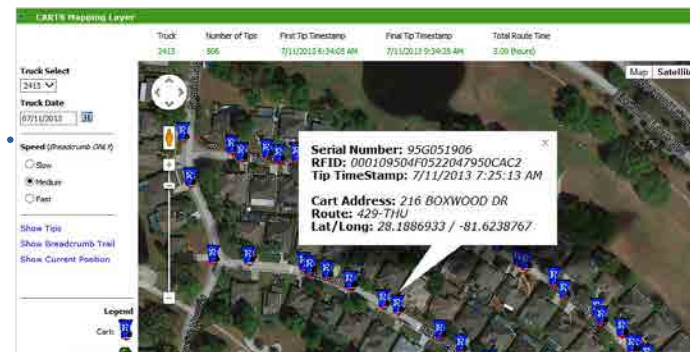 CARTS Mapping Layer
Truck Number of Tips First Tip Timestamp Final Tip Timestamp Total Route Time
2413 506 7/11/2013 6:34:05 AM 7/11/2013 9:34:25 AM 3.00 (hours)
Truck Select
2413
Truck Date
07/11/2013
Speed (Breadcrumb ONLY)
Slow
Medium
Fast
Show Tips
Show Breadcrumb Trail
Show Current Position
Legend
Cart:
Map Satellite
Serial Number: 95G051906
RFID: 000109504F0522047950CAC2
Tip TimeStamp: 7/11/2013 7:25:13 AM
Cart Address: 216 BOXWOOD DR
Route: 429-THU
Lat/Long: 28.1886933 / -81.6238767